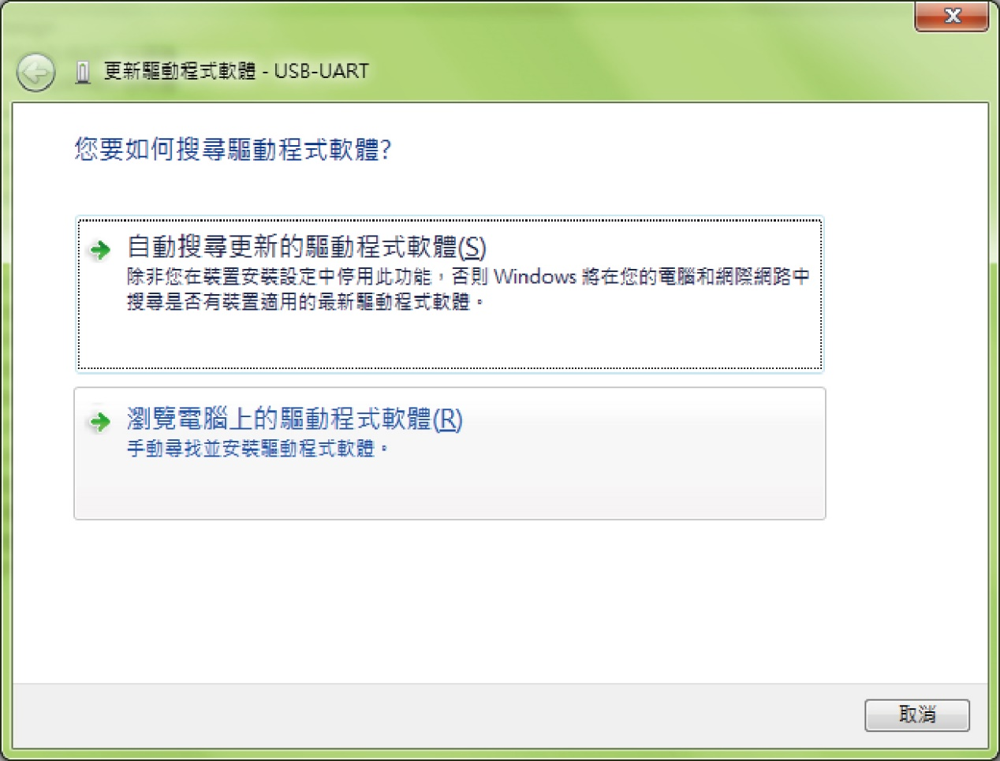 更新驅動程式軟體 - USB-UART
您要如何搜尋驅動程式軟體?
自動搜尋更新的驅動程式軟體(S)
除非您在裝置安裝設定中停用此功能，否則 Windows 將在您的電腦和網際網路中
搜尋是否有裝置適用的最新驅動程式軟體。
瀏覽電腦上的驅動程式軟體(R)
手動尋找並安裝驅動程式軟體。
取消